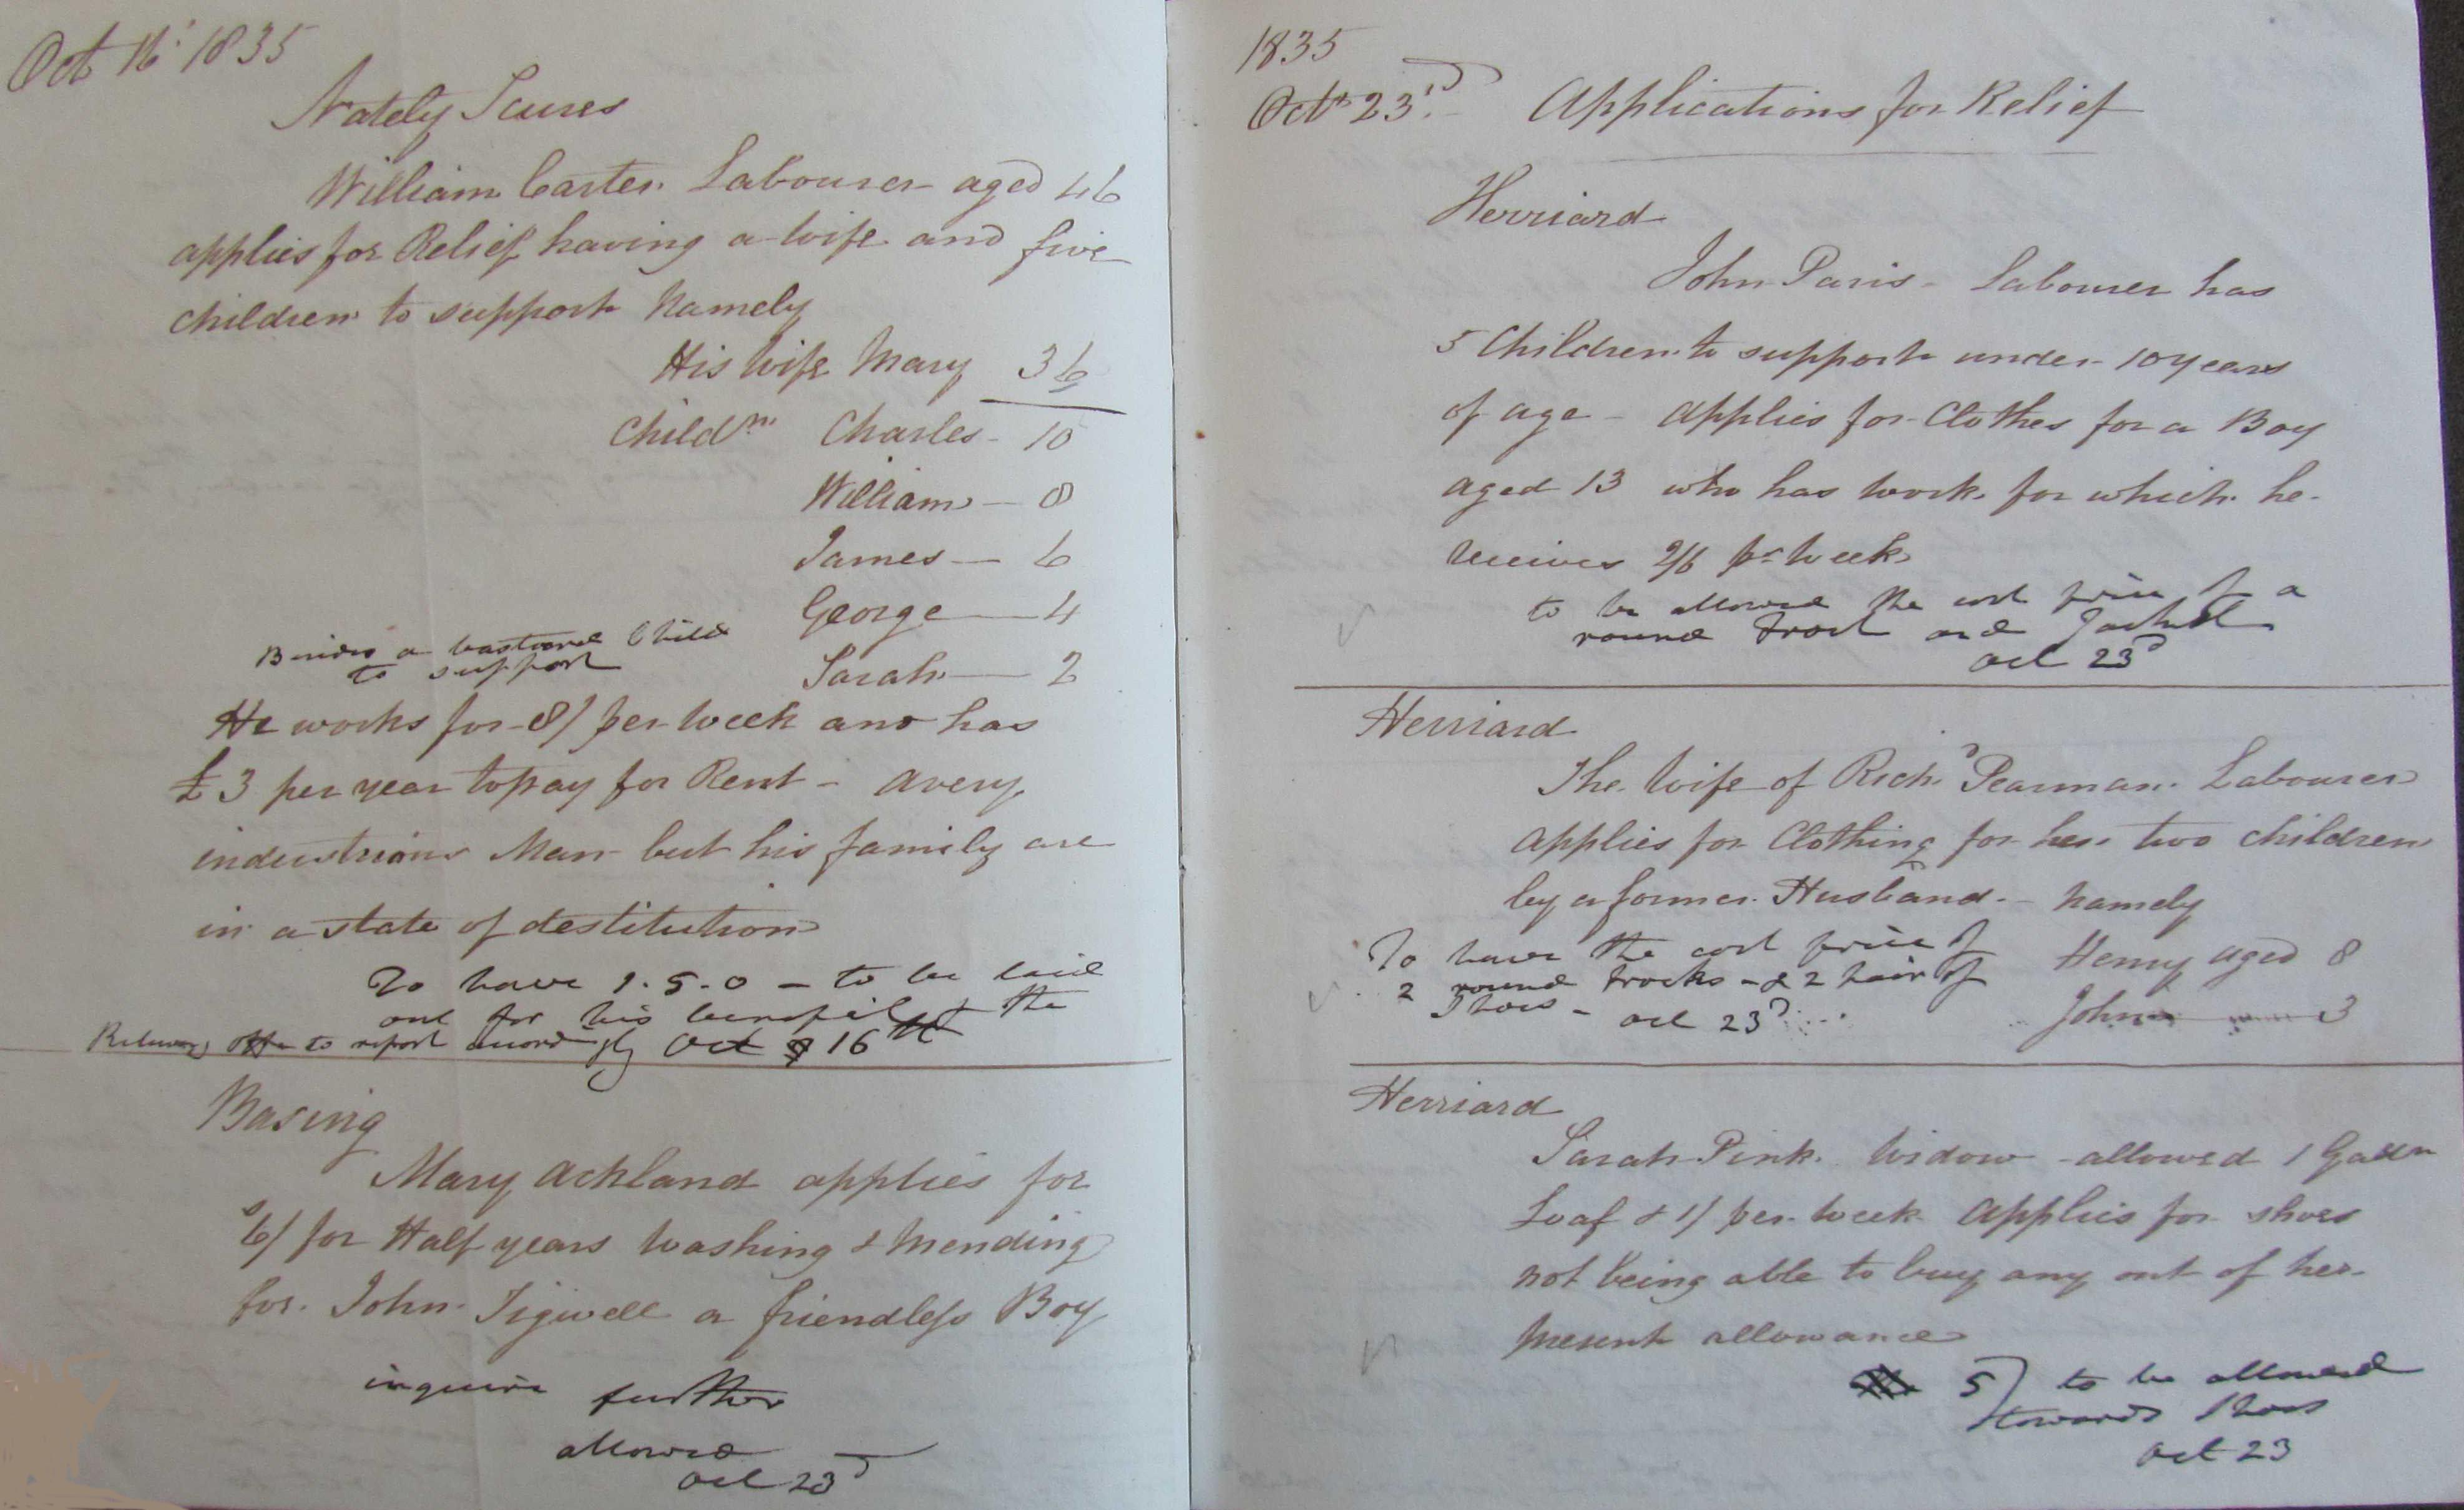 Oct 16 1835
Nately Scures
William Carter Labourer aged 46
applies for Relief having a wife and five
children to support Namely
His Wife Mary 36
Childrn Charles - 10
William - 8
James - 6
George - 4
Besides a bastard Child
to support
Sarah - 2
He works for 8/ per week and has
£3 per year to pay for Rent - a very
industrious Man but his family are
in a state of destitution
To have 1.5.0 - to be laid
out for his benefit & the
Relieving Offr to report accordingly Oct 16th
Basing
Mary Ackland applies for
6/ for Half years Washing & Mending
for John Tigwell a friendless Boy
inquire further
allowed
Oct 23d
1835
Octr 23d Applications for Relief
Herriard
John Paris - Labourer has
5 Children to support under 10 years
of age - applies for Clothes for a Boy
aged 13 who has work for which he
receives 2/6 pr Week
to be allowed the cost price of a
round Frock and Jacket
Oct 23d
Herriard
The Wife of Richd Pearman Labourer
applies for Clothing for her two children
by a former Husband - Namely
To have the cost price of
2 round frocks - & 2 pair of
Shoes - Oct 23d
Henry aged 8
John 3
Herriard
Sarah Pink Widow - allowed 1 Galln
Loaf & 1/ per week applies for shoes
not being able to buy any out of her
present allowance
5/ to be allowed
towards Shoes
Oct 23